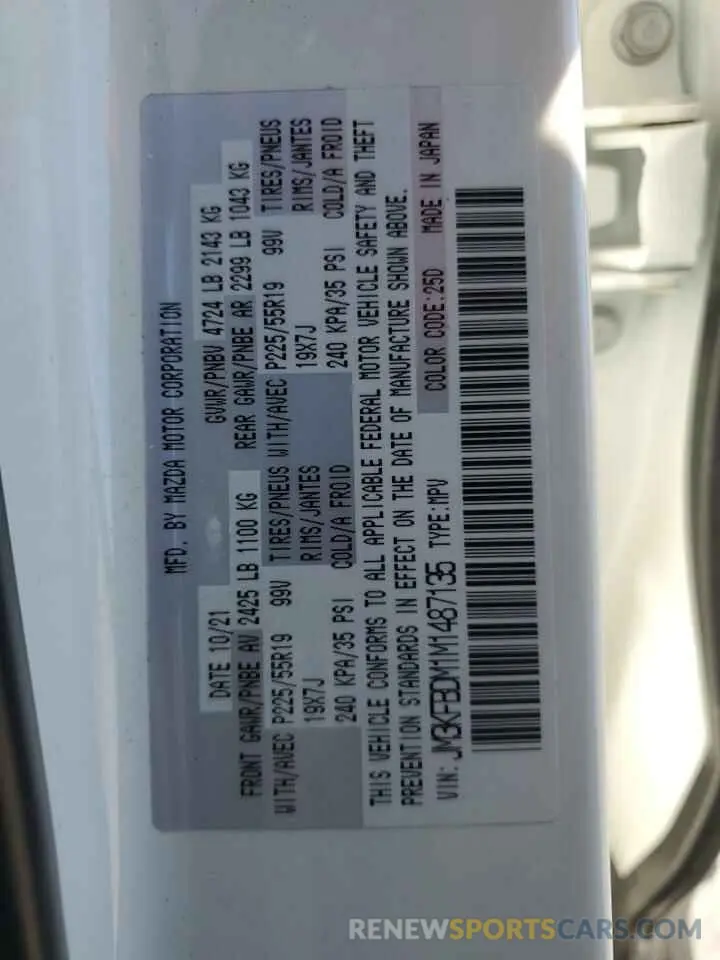 MFD. BY MAZDA MOTOR CORPORATION
DATE 10/21 GVWR/PNBV 4724 LB 2143 KG
FRONT GAWR/PNBE AV 2425 LB 1100 KG REAR GAWR/PNBE AR 2299 LB 1043 KG
WITH/AVEC P225/55R19 99V TIRES/PNEUS WITH/AVEC P225/55R19 99V TIRES/PNEUS
19X7J RIMS/JANTES 19X7J RIMS/JANTES
240 KPA/35 PSI COLD/A FROID 240 KPA/35 PSI COLD/A FROID
THIS VEHICLE CONFORMS TO ALL APPLICABLE FEDERAL MOTOR VEHICLE SAFETY AND THEFT
PREVENTION STANDARDS IN EFFECT ON THE DATE OF MANUFACTURE SHOWN ABOVE.
COLOR CODE:25D MADE IN JAPAN
VIN: JM3KFBDM1M1487135 TYPE:MPV
RENEWSPORTSCARS.COM